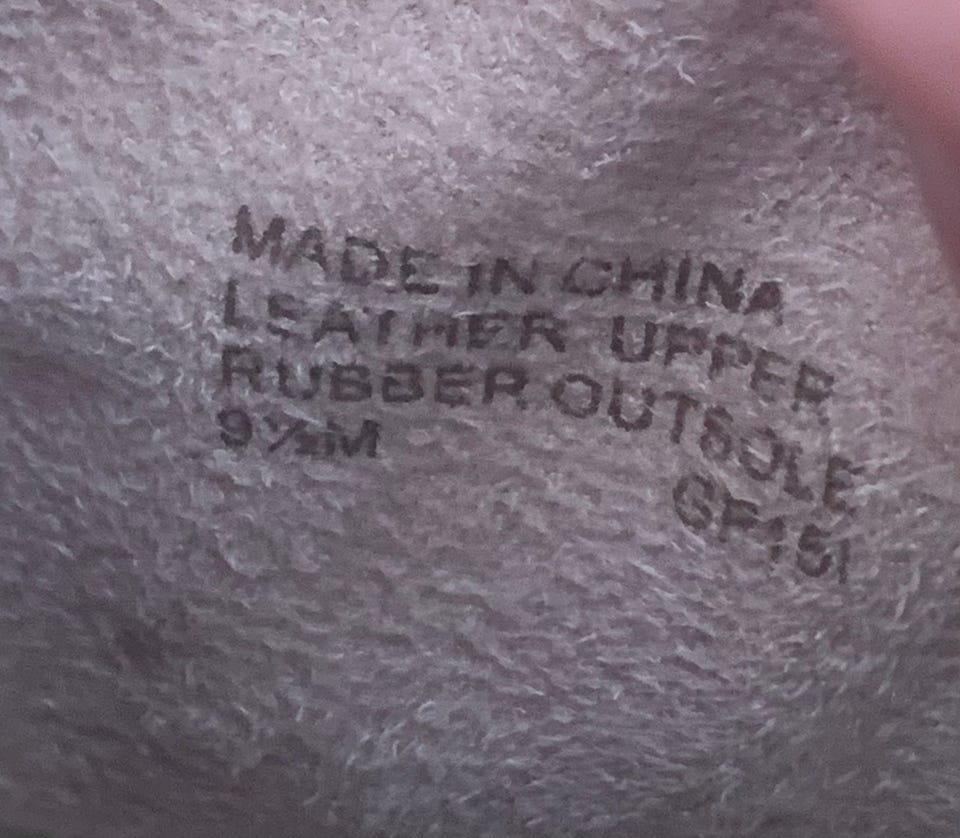 MADE IN CHINA
LEATHER UPPER
RUBBER OUTSOLE
9½M
GF151